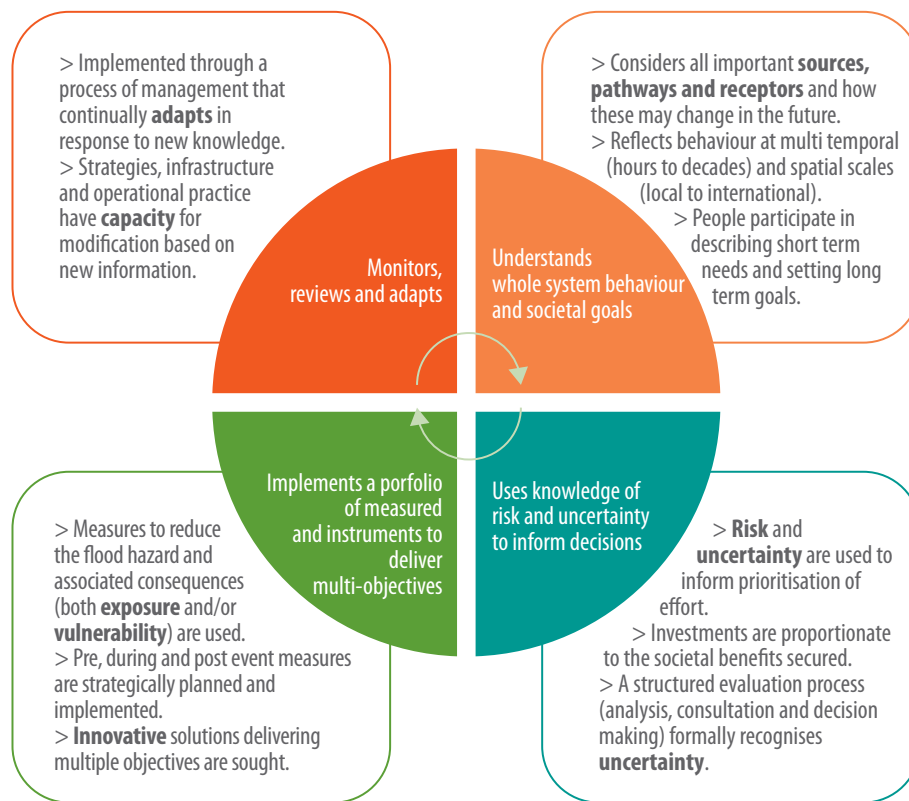 > Implemented through a
process of management that
continually adapts in
response to new knowledge.
> Strategies, infrastructure
and operational practice
have capacity for
modification based on
new information.
Monitors,
reviews and adapts
> Considers all important sources,
pathways and receptors and how
these may change in the future.
> Reflects behaviour at multi temporal
(hours to decades) and spatial scales
(local to international).
> People participate in
describing short term
needs and setting long
term goals.
Understands
whole system behaviour
and societal goals
Implements a porfolio
of measured
and instruments to
deliver
multi-objectives
> Measures to reduce
the flood hazard and
associated consequences
(both exposure and/or
vulnerability) are used.
> Pre, during and post event measures
are strategically planned and
implemented.
> Innovative solutions delivering
multiple objectives are sought.
Uses knowledge of
risk and uncertainty
to inform decisions
> Risk and
uncertainty are used to
inform prioritisation of
effort.
> Investments are proportionate
to the societal benefits secured.
> A structured evaluation process
(analysis, consultation and decision
making) formally recognises
uncertainty.